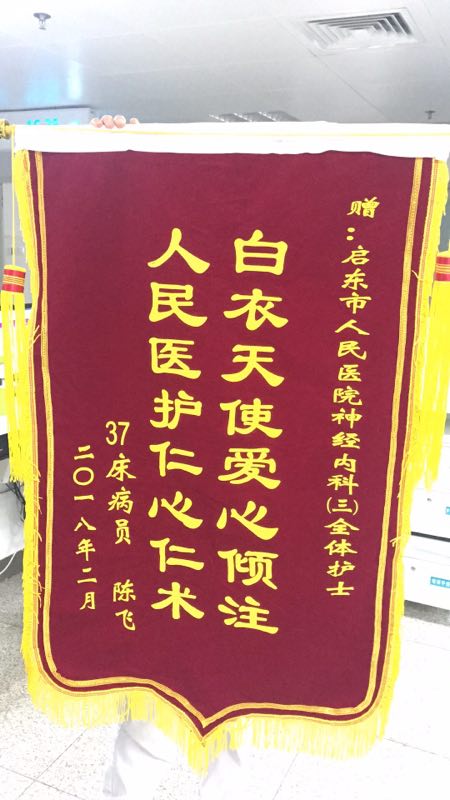 赠：启东市人民医院神经内科(三)全体护士
白衣天使爱心倾注
人民医护仁心仁术
37床病员 陈飞
二〇一八年二月